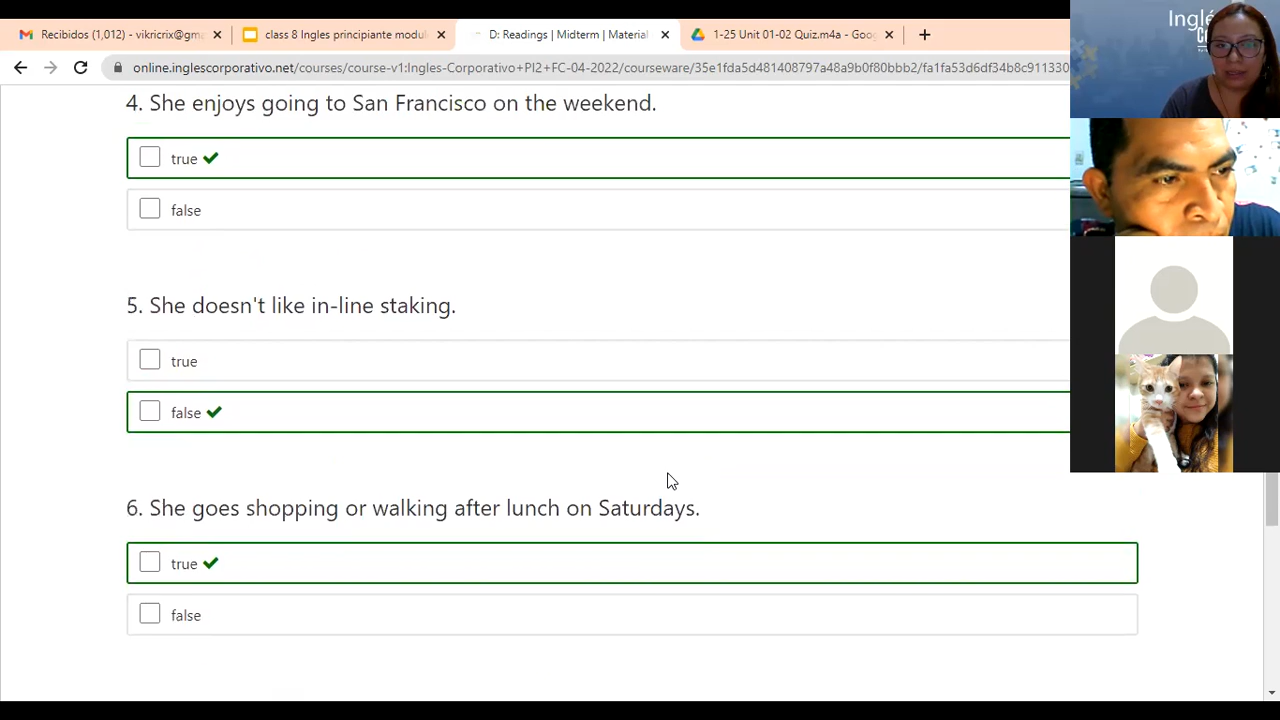 Recibidos (1,012) - vikricrix@gm
class 8 Ingles principiante modul
D: Readings | Midterm | Material
1-25 Unit 01-02 Quiz.m4a - Goo
online.inglescorporativo.net/courses/course-v1:Ingles-Corporativo+PI2+FC-04-2022/courseware/35e1fda5d481408797a48a9b0f80bbb2/fa1fa53d6df34b8c911330
Inglé
4. She enjoys going to San Francisco on the weekend.
true
false
5. She doesn't like in-line staking.
true
false
6. She goes shopping or walking after lunch on Saturdays.
true
false